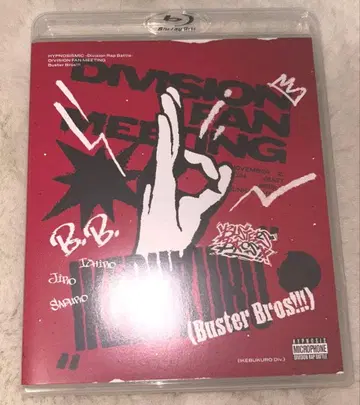 Blu-ray Disc
HYPNOSISMIC -Division Rap Battle-
DIVISION FAN MEETING
Buster Bros!!!
DIVISION
FAN
MEETING
B.B.
ICHIRO
JIRO
SABURO
(Buster Bros!!!)
(IKEBUKURO Div.)
HYPNOSIS
MICROPHONE
DIVISION RAP BATTLE